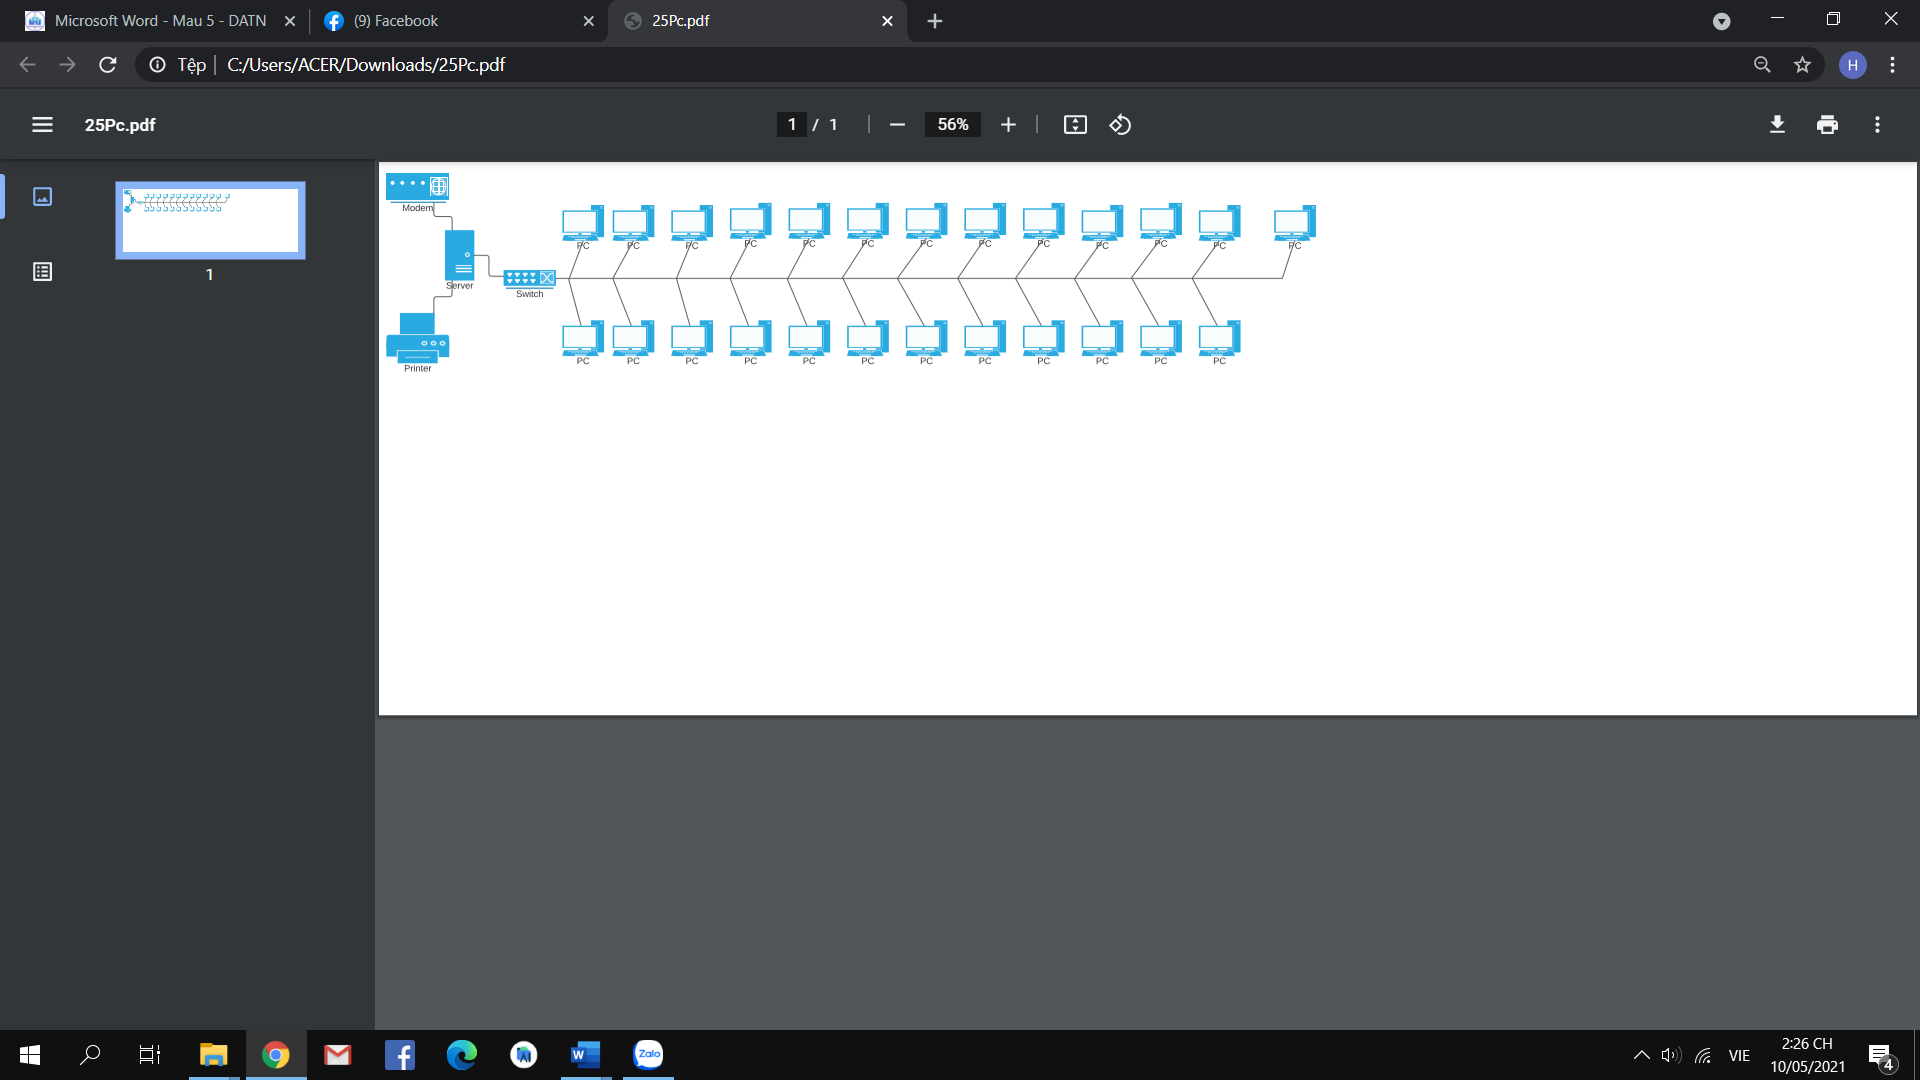 Microsoft Word - Mau 5 - DATN
(9) Facebook
25Pc.pdf
Tệp
C:/Users/ACER/Downloads/25Pc.pdf
H
25Pc.pdf
1 / 1
56%
1
Modem
PC PC PC PC PC PC PC PC PC PC PC PC PC
Server
Switch
PC PC PC PC PC PC PC PC PC PC PC PC
Printer
W
Zalo
VIE
2:26 CH
10/05/2021
4